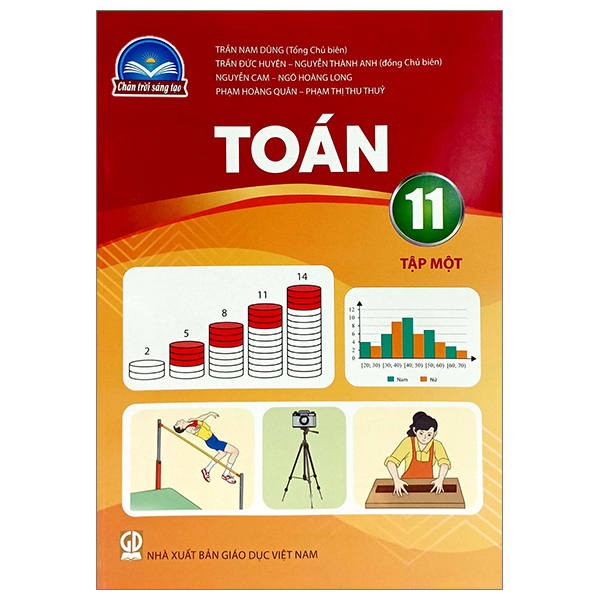 TRẦN NAM DŨNG (Tổng Chủ biên)
TRẦN ĐỨC HUYÊN – NGUYỄN THÀNH ANH (đồng Chủ biên)
NGUYỄN CAM – NGÔ HOÀNG LONG
PHẠM HOÀNG QUÂN – PHẠM THỊ THU THUỶ
Chân trời sáng tạo
TOÁN
11
TẬP MỘT
2 5 8 11 14
12
10
8
6
4
2
0
[20; 30) [30; 40) [40; 50) [50; 60) [60; 70)
Nam Nữ
GD
NHÀ XUẤT BẢN GIÁO DỤC VIỆT NAM